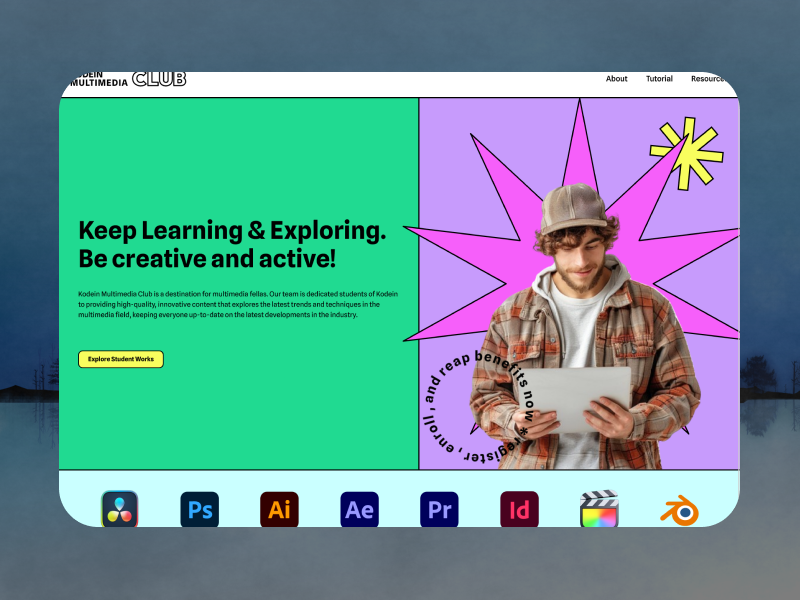 KODEIN
MULTIMEDIA
CLUB
About
Tutorial
Keep Learning & Exploring.
Be creative and active!
Kodein Multimedia Club is a destination for multimedia fellas. Our team is dedicated students of Kodein
to providing high-quality, innovative content that explores the latest trends and techniques in the
multimedia field, keeping everyone up-to-date on the latest developments in the industry.
Explore Student Works
*register, enroll , and reap benefits now
Ps
Ai
Ae
Pr
Id